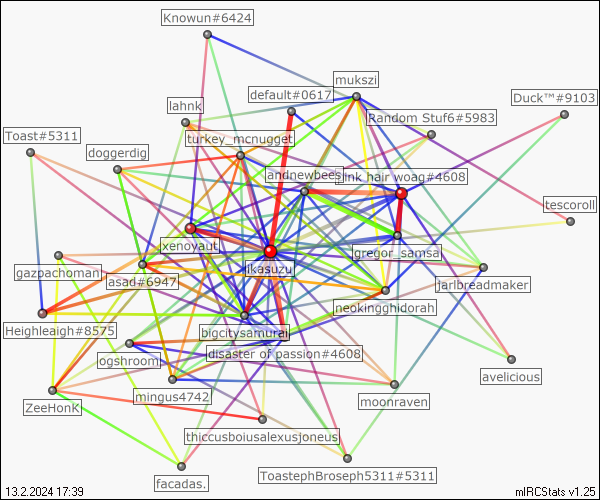 Knowun#6424
mukszi
default#0617
Duck™#9103
lahnk
Random Stuf6#5983
Toast#5311
turkey_mcnugget
doggerdig
andnewbees
ink hair woag#4608
tescoroll
xenoyaut
gregor_samsa
ikasuzu
gazpachoman
asad#6947
jarlbreadmaker
neokingghidorah
Heighleaigh#8575
bigcitysamurai
disaster of passion#4608
ogshroomj
avelicious
mingus4742
moonraven
ZeeHonK
thiccusboiusalexusjoneus
ToastephBroseph5311#5311
facadas.
13.2.2024 17:39
mIRCStats v1.25